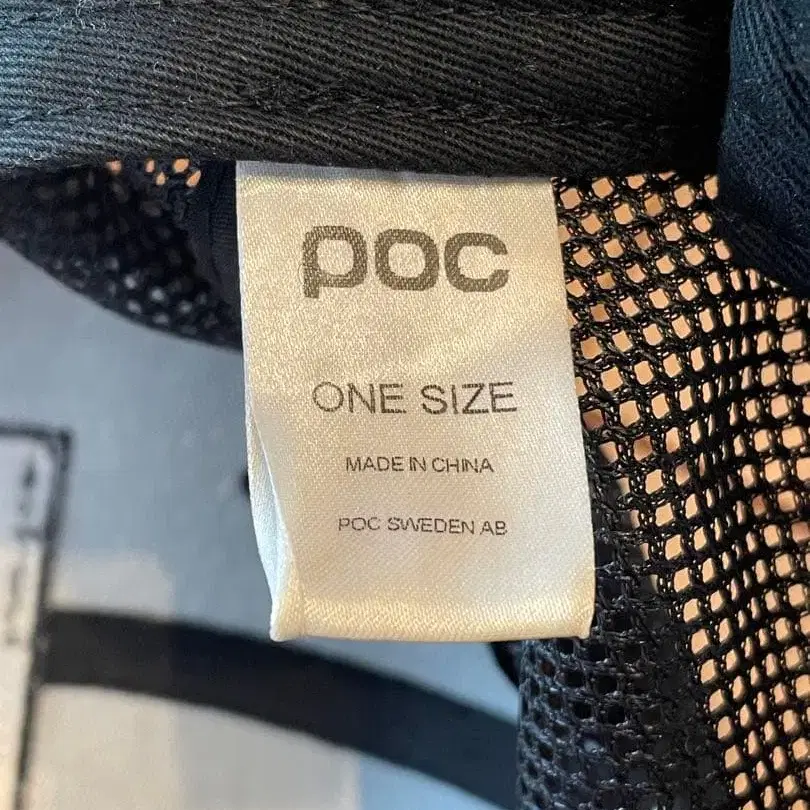 POC
ONE SIZE
MADE IN CHINA
POC SWEDEN AB